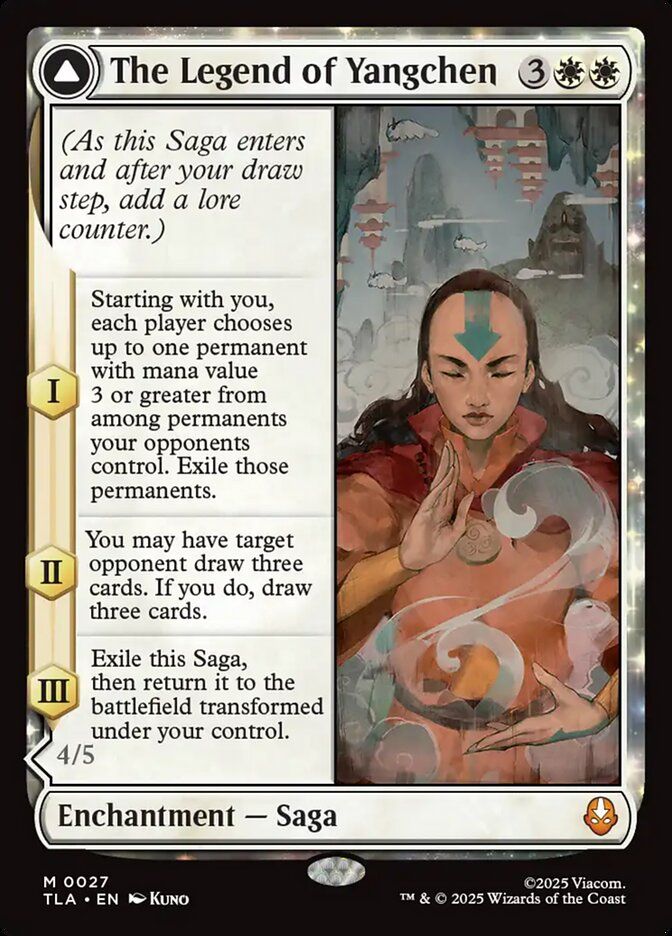 The Legend of Yangchen 3
(As this Saga enters
and after your draw
step, add a lore
counter.)
I
Starting with you,
each player chooses
up to one permanent
with mana value
3 or greater from
among permanents
your opponents
control. Exile those
permanents.
II
You may have target
opponent draw three
cards. If you do, draw
three cards.
III
Exile this Saga,
then return it to the
battlefield transformed
under your control.
4/5
Enchantment — Saga
M 0027
TLA • EN Kuno
©2025 Viacom.
™ & © 2025 Wizards of the Coast